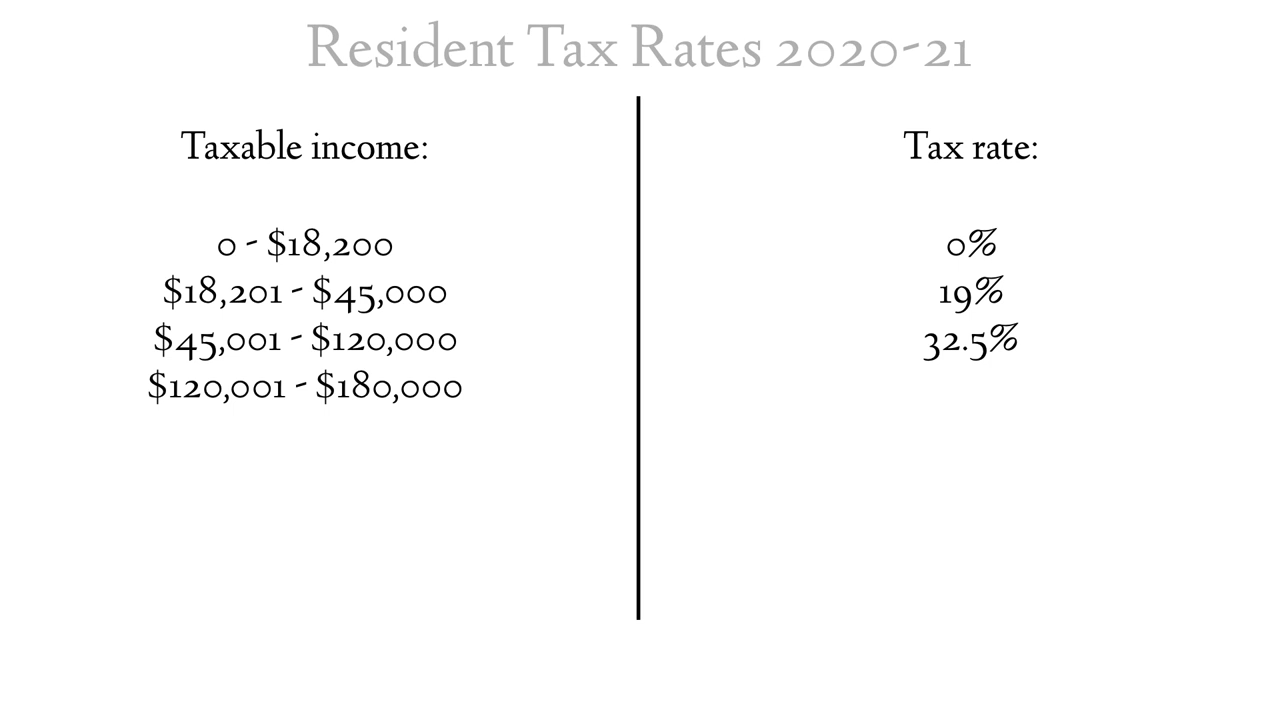 Resident Tax Rates 2020-21
Taxable income:
Tax rate:
0 - $18,200
0%
$18,201 - $45,000
19%
$45,001 - $120,000
32.5%
$120,001 - $180,000